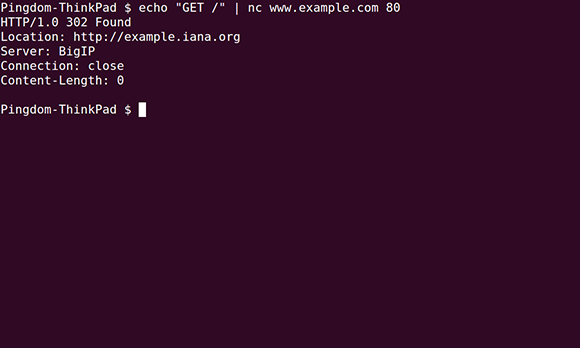 Pingdom-ThinkPad $ echo "GET /" | nc www.example.com 80
HTTP/1.0 302 Found
Location: http://example.iana.org
Server: BigIP
Connection: close
Content-Length: 0
Pingdom-ThinkPad $